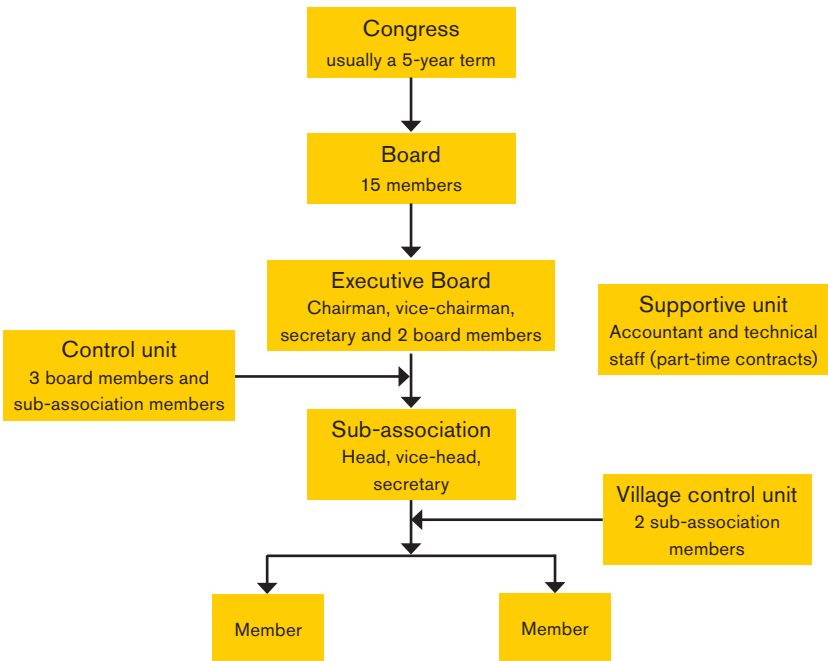 Congress
usually a 5-year term
Board
15 members
Executive Board
Chairman, vice-chairman,
secretary and 2 board members
Supportive unit
Accountant and technical
staff (part-time contracts)
Control unit
3 board members and
sub-association members
Sub-association
Head, vice-head,
secretary
Village control unit
2 sub-association
members
Member
Member